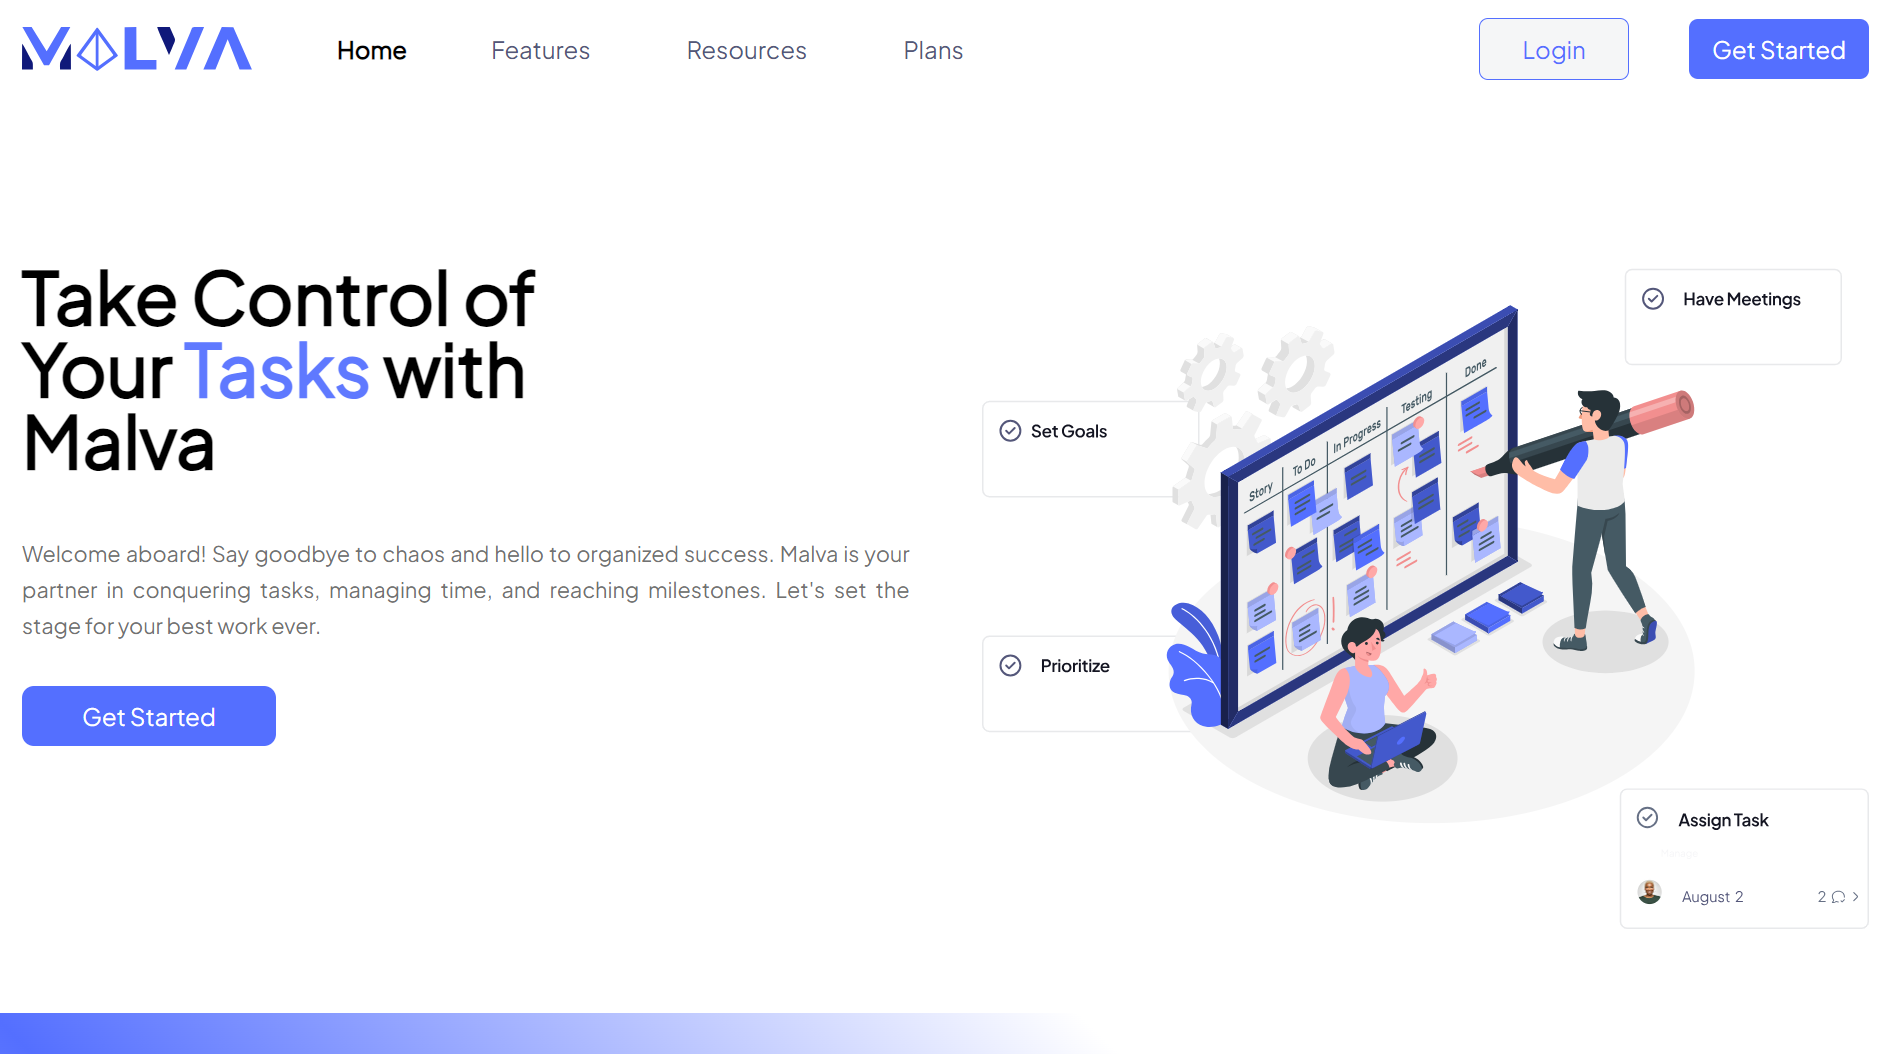 MALVA
Home
Features
Resources
Plans
Login
Get Started
Take Control of
Your Tasks with
Malva
Welcome aboard! Say goodbye to chaos and hello to organized success. Malva is your
partner in conquering tasks, managing time, and reaching milestones. Let's set the
stage for your best work ever.
Get Started
Have Meetings
Set Goals
Prioritize
Story
To Do
In Progress
Testing
Done
Assign Task
August 2
2